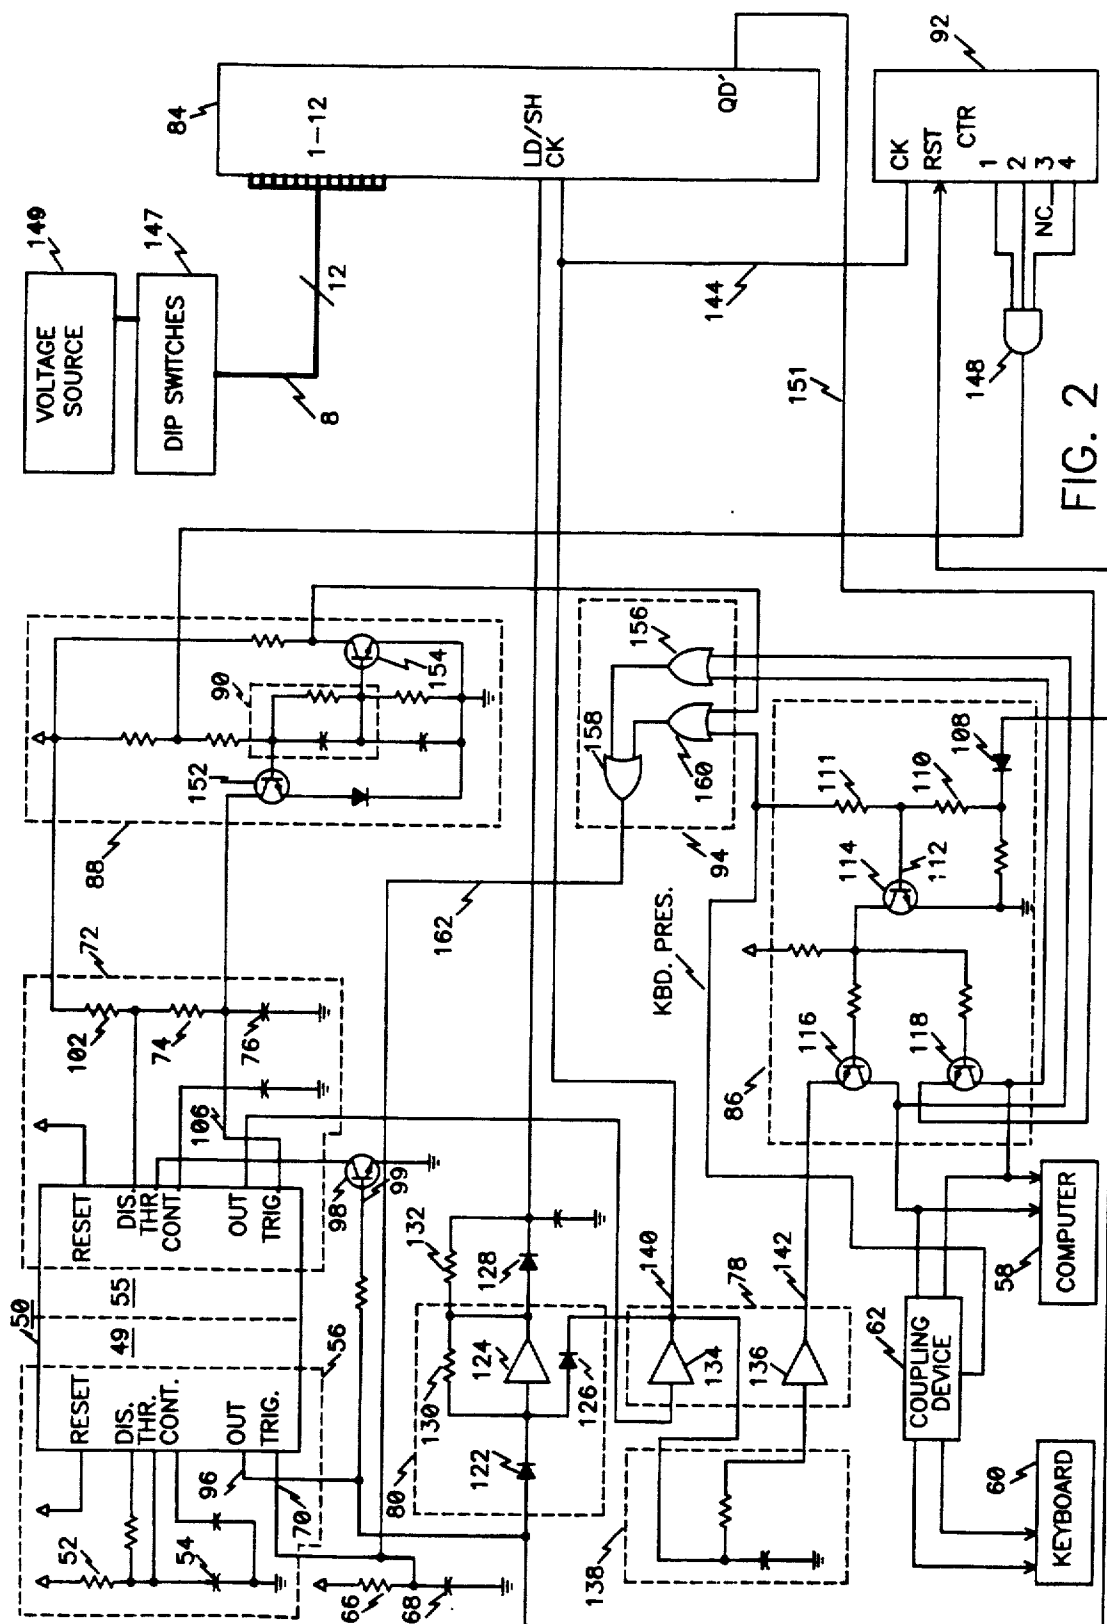 50
49
55
RESET
DIS.
THR.
CONT.
OUT
TRIG.
RESET
DIS.
THR.
CONT
OUT
TRIG.
52
54
96
70
56
66
68
72
102
74
76
106
98
99
88
152
90
154
VOLTAGE
SOURCE
149
DIP SWITCHES
147
8
12
84
1-12
LD/SH
CK
QD'
80
122
130
124
126
132
128
138
134
136
140
78
142
162
158
156
160
94
KBD. PRES.
144
151
92
CK
RST
CTR
1
2
3
4
NC
148
86
116
118
114
112
111
110
108
62
COUPLING
DEVICE
60
KEYBOARD
58
COMPUTER
FIG. 2